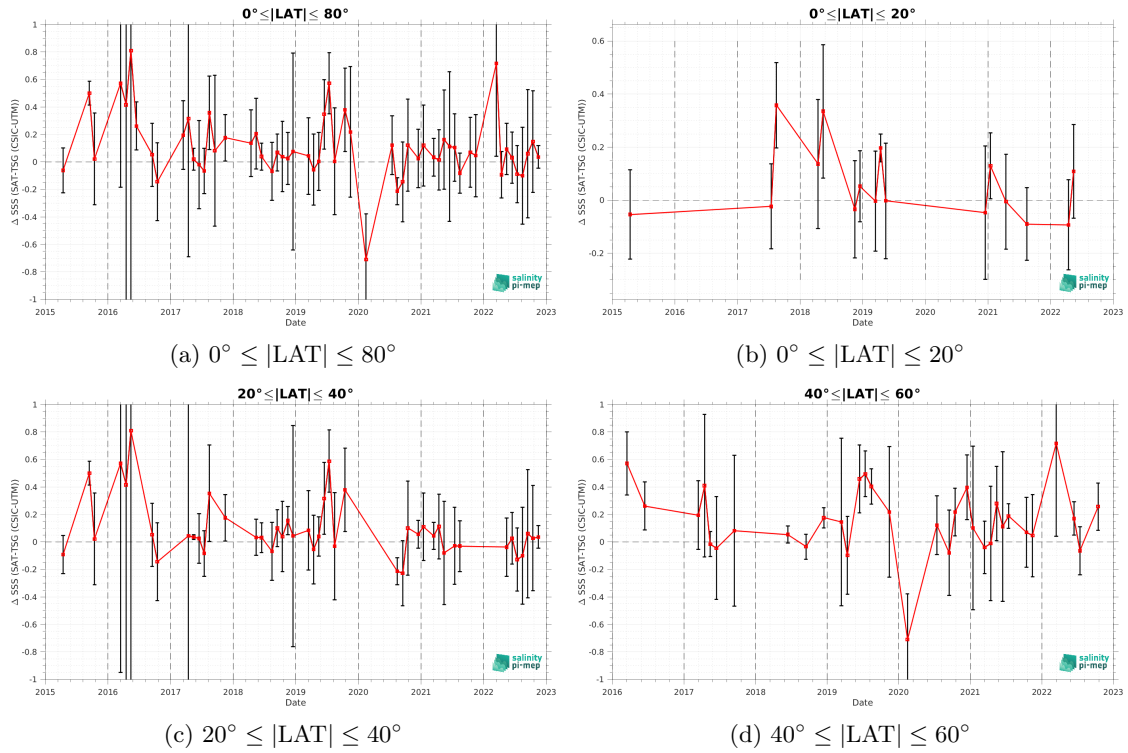 0°≤|LAT|≤ 80°
Δ SSS (SAT-TSG (CSIC-UTM))
1
0.8
0.6
0.4
0.2
0
-0.2
-0.4
-0.6
-0.8
-1
2015 2016 2017 2018 2019 2020 2021 2022 2023
Date
salinity
pi-mep
(a) 0° ≤ |LAT| ≤ 80°
0°≤|LAT|≤ 20°
Δ SSS (SAT-TSG (CSIC-UTM))
0.6
0.4
0.2
0
-0.2
2015 2016 2017 2018 2019 2020 2021 2022 2023
Date
salinity
pi-mep
(b) 0° ≤ |LAT| ≤ 20°
20°≤|LAT|≤ 40°
Δ SSS (SAT-TSG (CSIC-UTM))
1
0.8
0.6
0.4
0.2
0
-0.2
-0.4
-0.6
-0.8
-1
2015 2016 2017 2018 2019 2020 2021 2022 2023
Date
salinity
pi-mep
(c) 20° ≤ |LAT| ≤ 40°
40°≤|LAT|≤ 60°
Δ SSS (SAT-TSG (CSIC-UTM))
1
0.8
0.6
0.4
0.2
0
-0.2
-0.4
-0.6
-0.8
-1
2016 2017 2018 2019 2020 2021 2022 2023
Date
salinity
pi-mep
(d) 40° ≤ |LAT| ≤ 60°